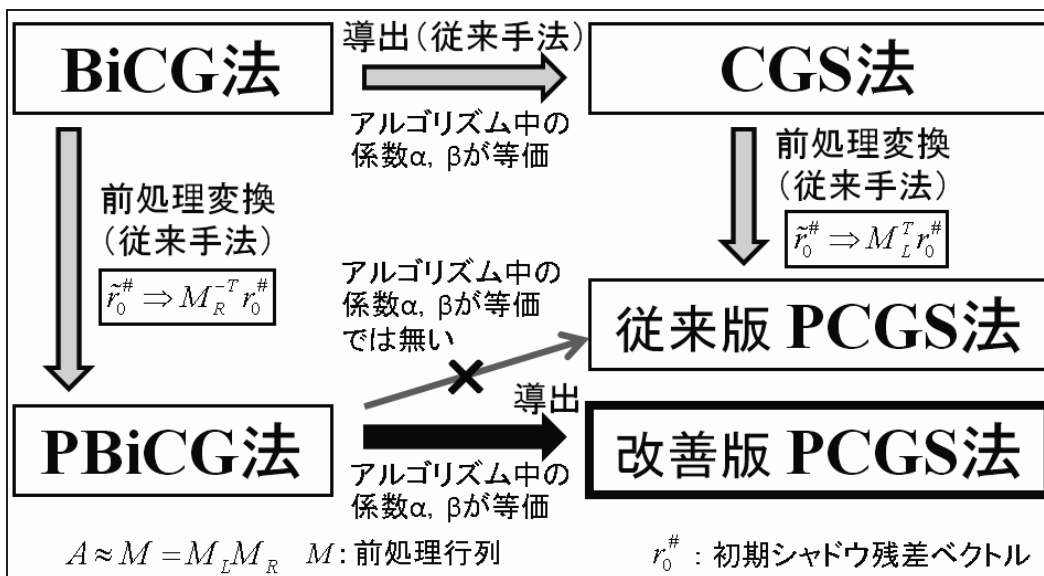 BiCG法
導出(従来手法)
アルゴリズム中の
係数α, βが等価
CGS法
前処理変換
(従来手法)
r̃₀^# ⇒ M_R^{-T} r₀^#
前処理変換
(従来手法)
r̃₀^# ⇒ M_L^T r₀^#
アルゴリズム中の
係数α, βが等価
では無い
従来版 PCGS法
PBiCG法
導出
アルゴリズム中の
係数α, βが等価
改善版 PCGS法
A ≈ M = M_L M_R M: 前処理行列
r₀^# : 初期シャドウ残差ベクトル